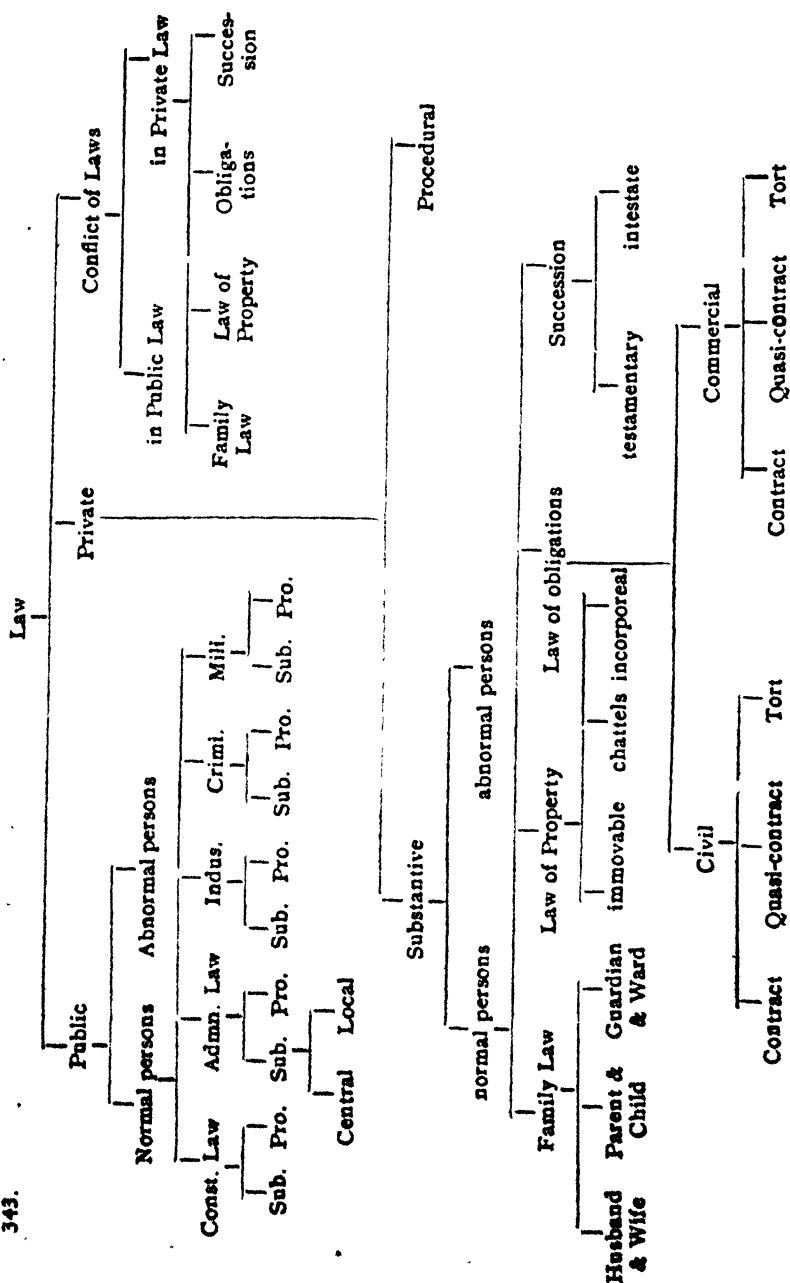 343.
Law
Public
Private
Conflict of Laws
Normal persons
Abnormal persons
in Public Law
in Private Law
Const. Law
Admn. Law
Indus.
Crimi.
Mili.
Family
Law
Law of
Property
Obliga-
tions
Succes-
sion
Sub. Pro.
Sub. Pro.
Sub. Pro.
Sub. Pro.
Sub. Pro.
Central
Local
Substantive
Procedural
normal persons
abnormal persons
Family Law
Law of Property
Law of obligations
Succession
Husband
& Wife
Parent &
Child
Guardian
& Ward
immovable
chattels
incorporeal
testamentary
intestate
Civil
Commercial
Contract
Quasi-contract
Tort
Contract
Quasi-contract
Tort